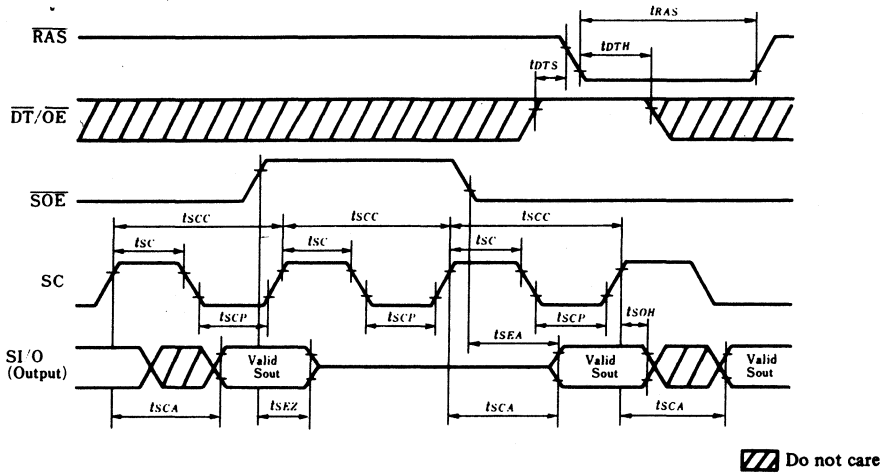 RAS
tRAS
tDTH
tDTS
DT/OE
SOE
tSCC tSCC tSCC
tSC tSC tSC
SC
tSCP tSCP tSCP tSOH
tSEA
SI/O
(Output)
Valid
Sout
Valid
Sout
Valid
Sout
tSCA tSEZ tSCA tSCA
Do not care